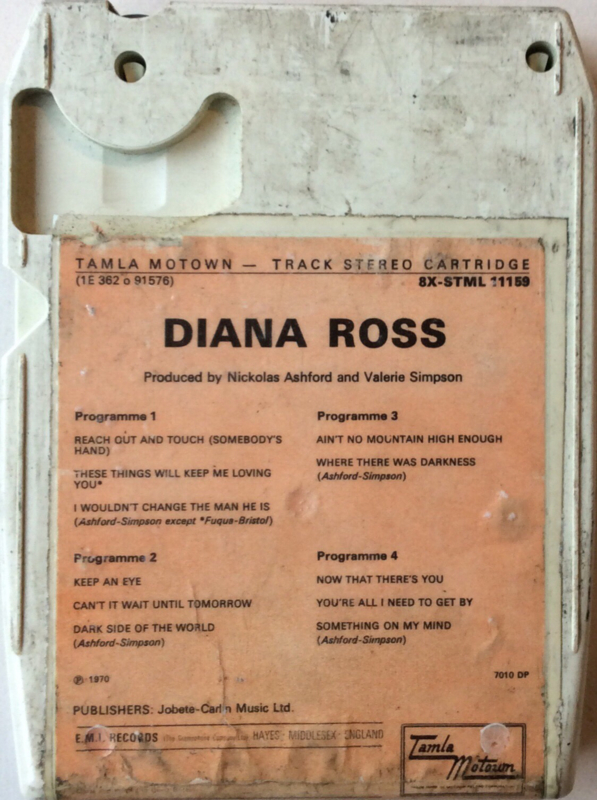 TAMLA MOTOWN — TRACK STEREO CARTRIDGE
(1E 362 o 91576) 8X-STML 11159
DIANA ROSS
Produced by Nickolas Ashford and Valerie Simpson
Programme 1
REACH OUT AND TOUCH (SOMEBODY'S
HAND)
THESE THINGS WILL KEEP ME LOVING
YOU*
I WOULDN'T CHANGE THE MAN HE IS
(Ashford-Simpson except *Fuqua-Bristol)
Programme 2
KEEP AN EYE
CAN'T IT WAIT UNTIL TOMORROW
DARK SIDE OF THE WORLD
(Ashford-Simpson)
Programme 3
AIN'T NO MOUNTAIN HIGH ENOUGH
WHERE THERE WAS DARKNESS
(Ashford-Simpson)
Programme 4
NOW THAT THERE'S YOU
YOU'RE ALL I NEED TO GET BY
SOMETHING ON MY MIND
(Ashford-Simpson)
℗ 1970
7010 DP
PUBLISHERS: Jobete-Carlin Music Ltd.
E.M.I. RECORDS HAYES · MIDDLESEX · ENGLAND
Tamla
Motown